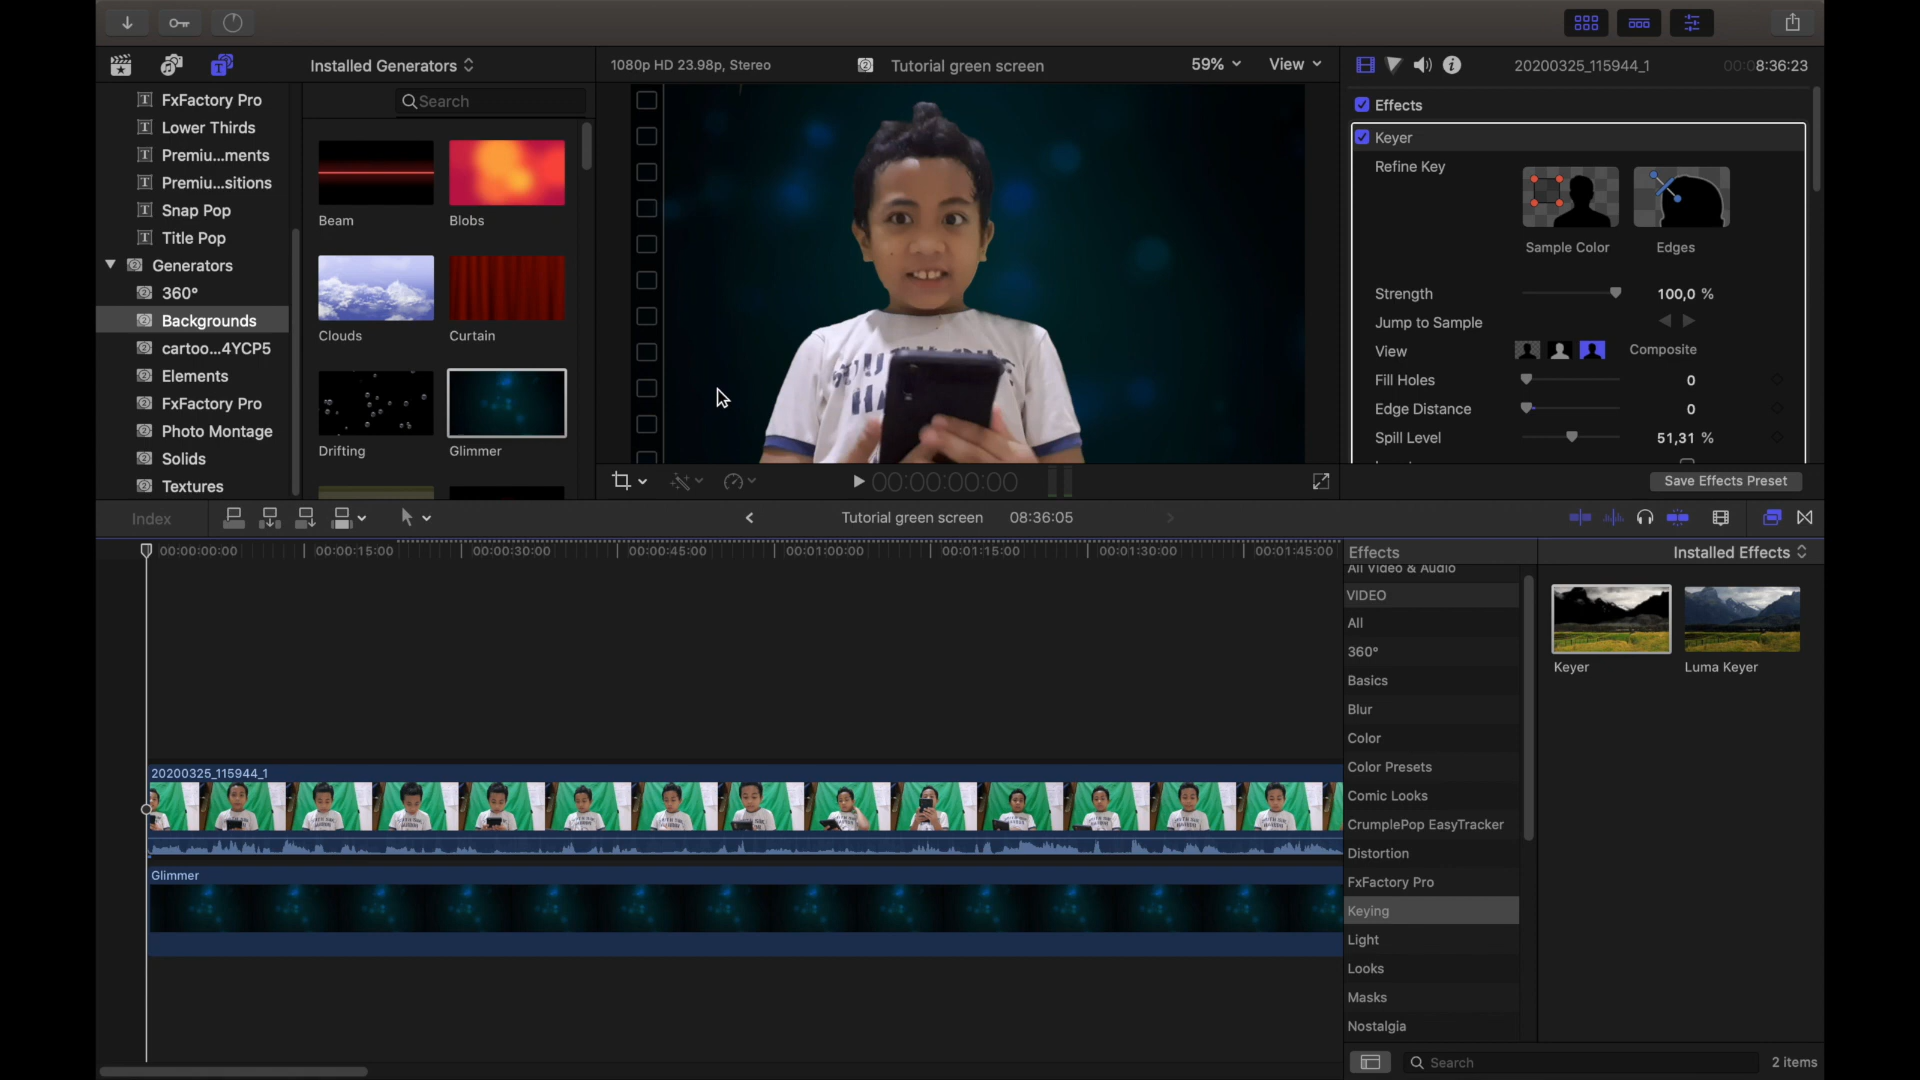 Installed Generators
1080p HD 23.98p, Stereo
Tutorial green screen
59%
View
20200325_115944_1
00:08:36:23
FxFactory Pro
Lower Thirds
Premiu...ments
Premiu...sitions
Snap Pop
Title Pop
Generators
360°
Backgrounds
cartoo...4YCP5
Elements
FxFactory Pro
Photo Montage
Solids
Textures
Search
Beam
Blobs
Clouds
Curtain
Drifting
Glimmer
Effects
Keyer
Refine Key
Sample Color
Edges
Strength
100,0 %
Jump to Sample
View
Composite
Fill Holes
0
Edge Distance
0
Spill Level
51,31 %
00:00:00:00
Save Effects Preset
Index
Tutorial green screen
08:36:05
00:00:00:00
00:00:15:00
00:00:30:00
00:00:45:00
00:01:00:00
00:01:15:00
00:01:30:00
00:01:45:00
20200325_115944_1
Glimmer
Effects
Installed Effects
All Video & Audio
VIDEO
All
360°
Basics
Blur
Color
Color Presets
Comic Looks
CrumplePop EasyTracker
Distortion
FxFactory Pro
Keying
Light
Looks
Masks
Nostalgia
Keyer
Luma Keyer
Search
2 items